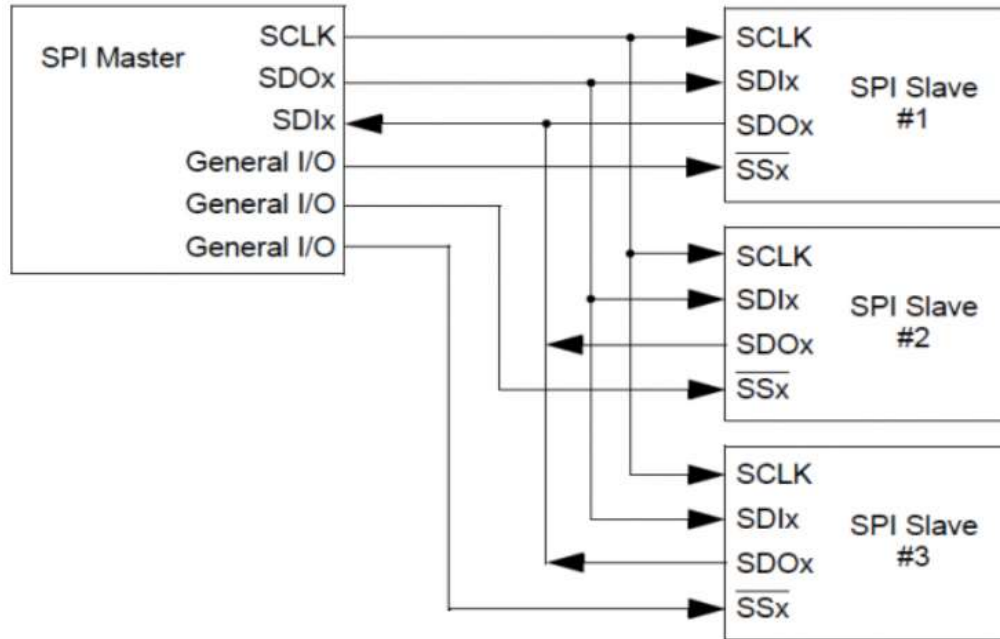 SPI Master
SCLK
SDOx
SDIx
General I/O
General I/O
General I/O
SCLK
SDIx
SDOx
SSx
SPI Slave
#1
SCLK
SDIx
SDOx
SSx
SPI Slave
#2
SCLK
SDIx
SDOx
SSx
SPI Slave
#3